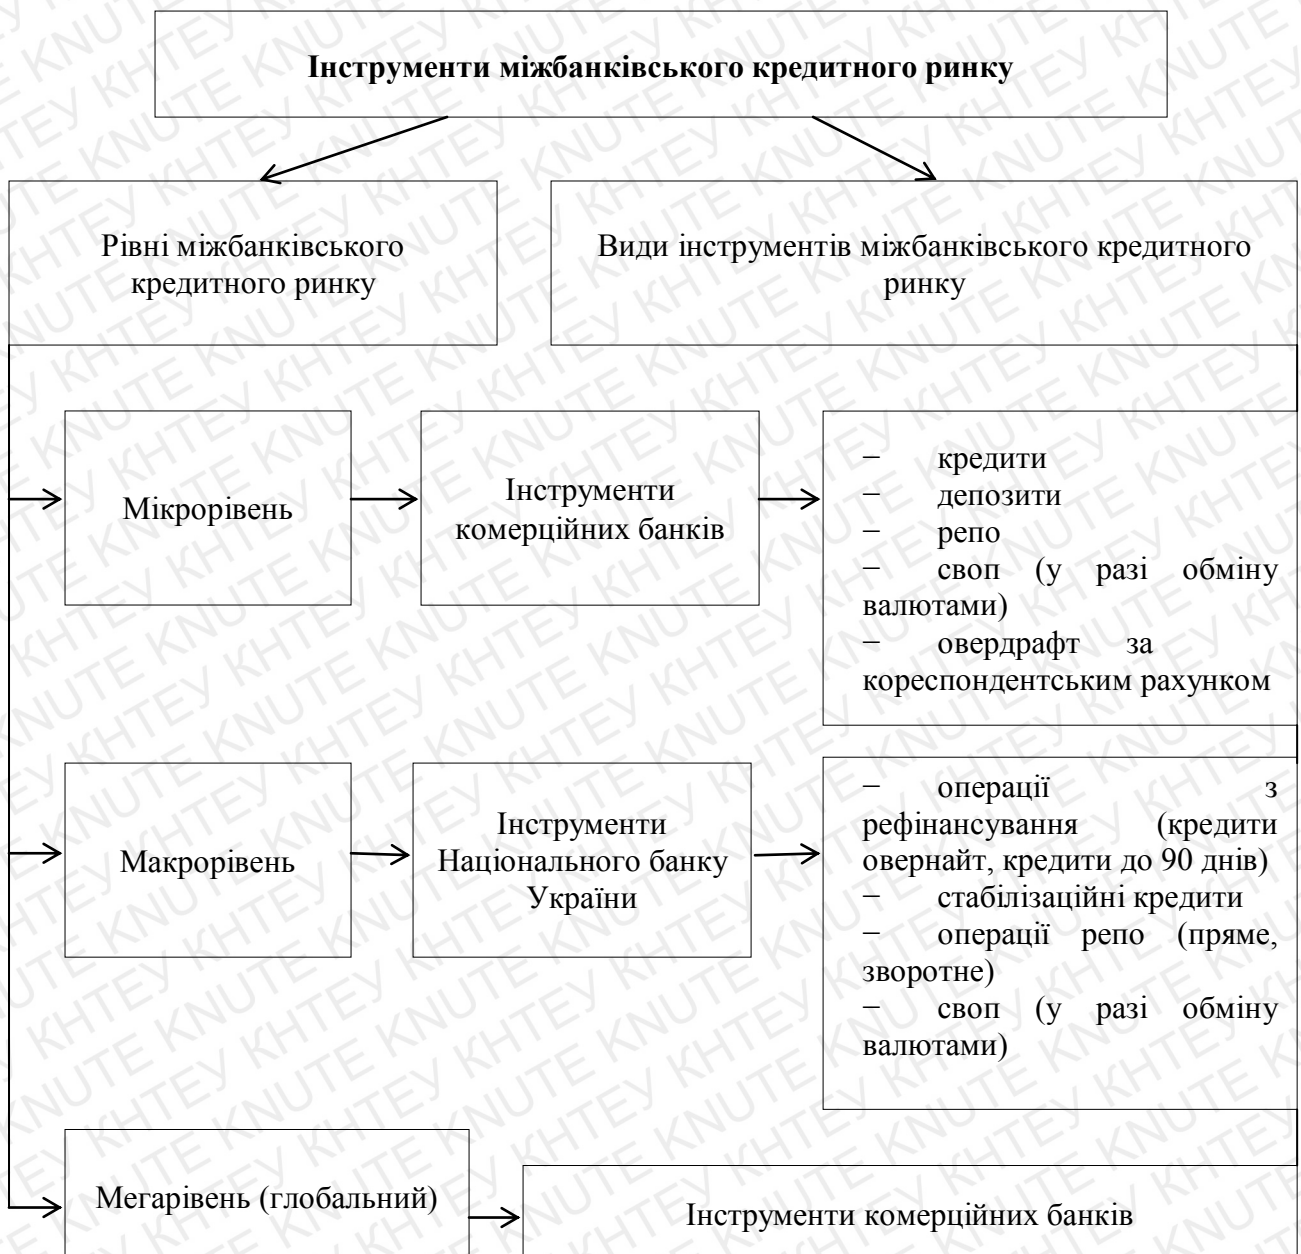 Інструменти міжбанківського кредитного ринку
Рівні міжбанківського
кредитного ринку
Види інструментів міжбанківського кредитного
ринку
Мікрорівень
Інструменти
комерційних банків
− кредити
− депозити
− репо
− своп (у разі обміну
валютами)
− овердрафт за
кореспондентським рахунком
Макрорівень
Інструменти
Національного банку
України
− операції з
рефінансування (кредити
овернайт, кредити до 90 днів)
− стабілізаційні кредити
− операції репо (пряме,
зворотне)
− своп (у разі обміну
валютами)
Мегарівень (глобальний)
Інструменти комерційних банків